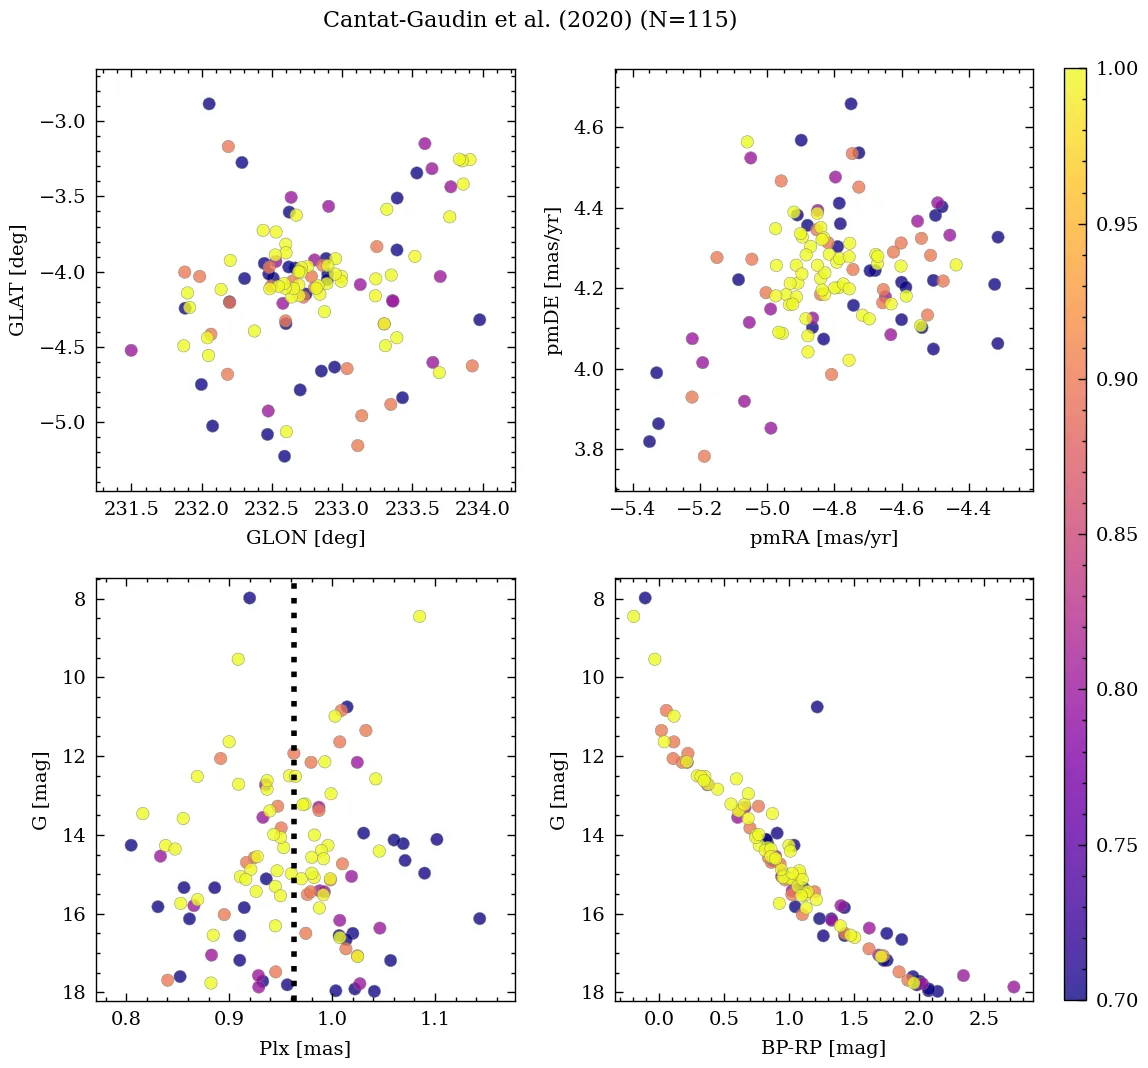 Cantat-Gaudin et al. (2020) (N=115)
−3.0
−3.5
−4.0
−4.5
−5.0
GLAT [deg]
231.5 232.0 232.5 233.0 233.5 234.0
GLON [deg]
4.6
4.4
4.2
4.0
3.8
pmDE [mas/yr]
−5.4 −5.2 −5.0 −4.8 −4.6 −4.4
pmRA [mas/yr]
8
10
12
14
16
18
G [mag]
0.8 0.9 1.0 1.1
Plx [mas]
8
10
12
14
16
18
G [mag]
0.0 0.5 1.0 1.5 2.0 2.5
BP-RP [mag]
1.00
0.95
0.90
0.85
0.80
0.75
0.70